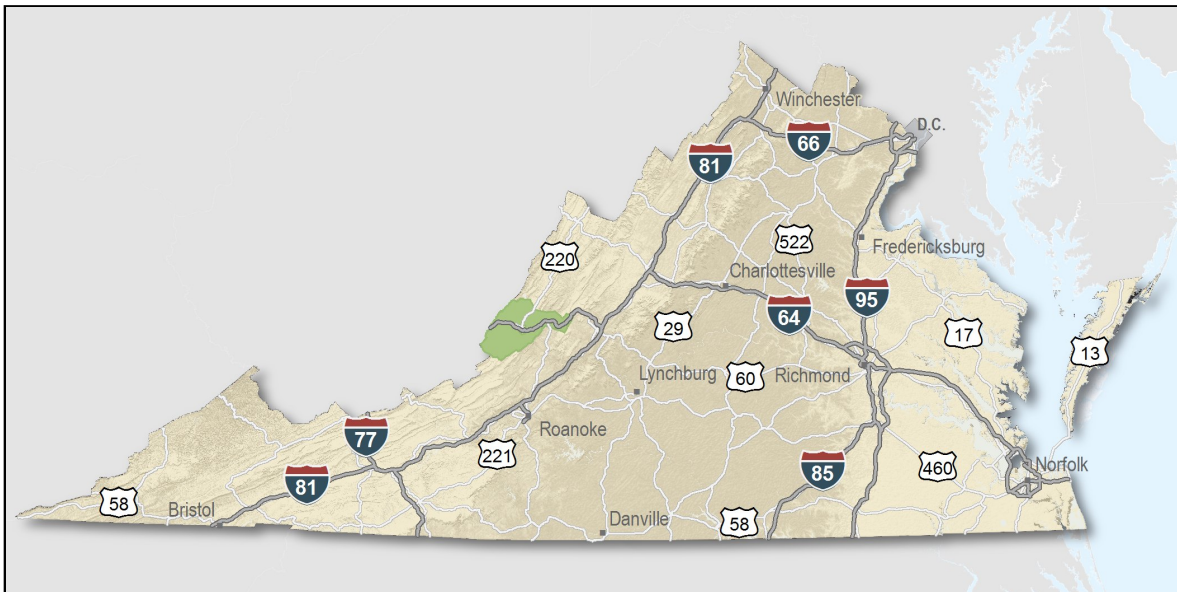 Winchester
D.C.
66
81
522
Fredericksburg
220
Charlottesville
95
64
29
17
13
60
Richmond
Lynchburg
77
Roanoke
221
81
85
460
Norfolk
58
Bristol
Danville
58